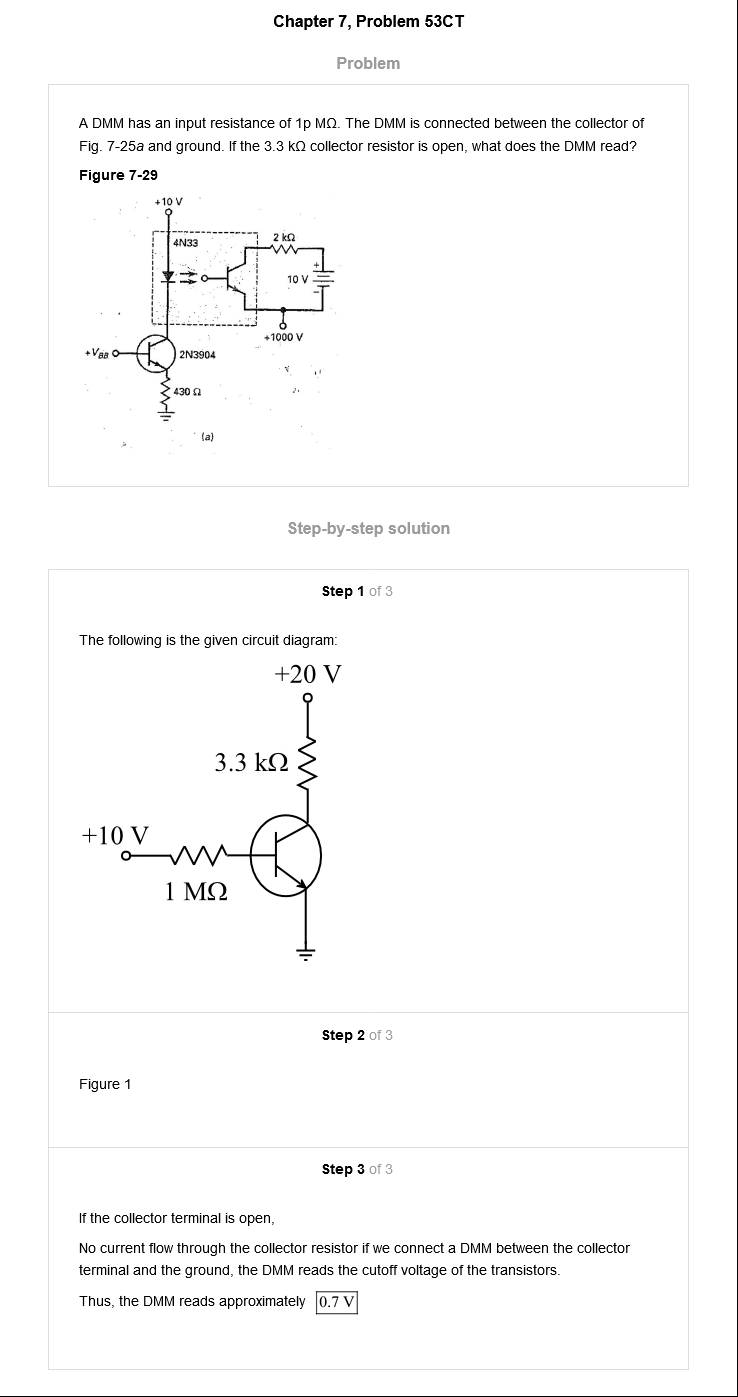 Chapter 7, Problem 53CT
Problem
A DMM has an input resistance of 1p MΩ. The DMM is connected between the collector of
Fig. 7-25a and ground. If the 3.3 kΩ collector resistor is open, what does the DMM read?
Figure 7-29
+10 V
4N33
2 kΩ
10 V
+
−
+1000 V
+VBB
2N3904
430 Ω
(a)
Step-by-step solution
Step 1 of 3
The following is the given circuit diagram:
+20 V
3.3 kΩ
+10 V
1 MΩ
Step 2 of 3
Figure 1
Step 3 of 3
If the collector terminal is open,
No current flow through the collector resistor if we connect a DMM between the collector
terminal and the ground, the DMM reads the cutoff voltage of the transistors.
Thus, the DMM reads approximately 0.7 V